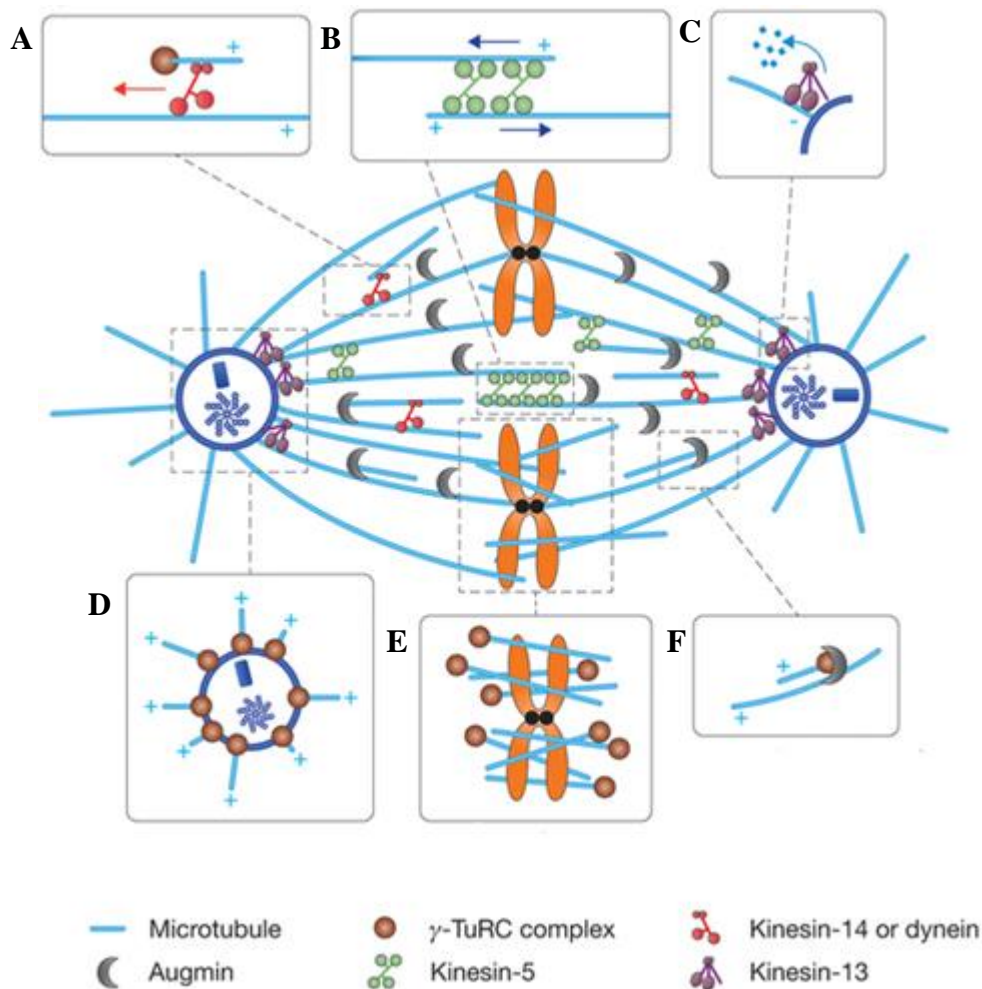 A
B
C
+
+
+
+
-
D
E
F
+
+
+
+
+
+
+
+
+
+
Microtubule
γ-TuRC complex
Kinesin-14 or dynein
Augmin
Kinesin-5
Kinesin-13